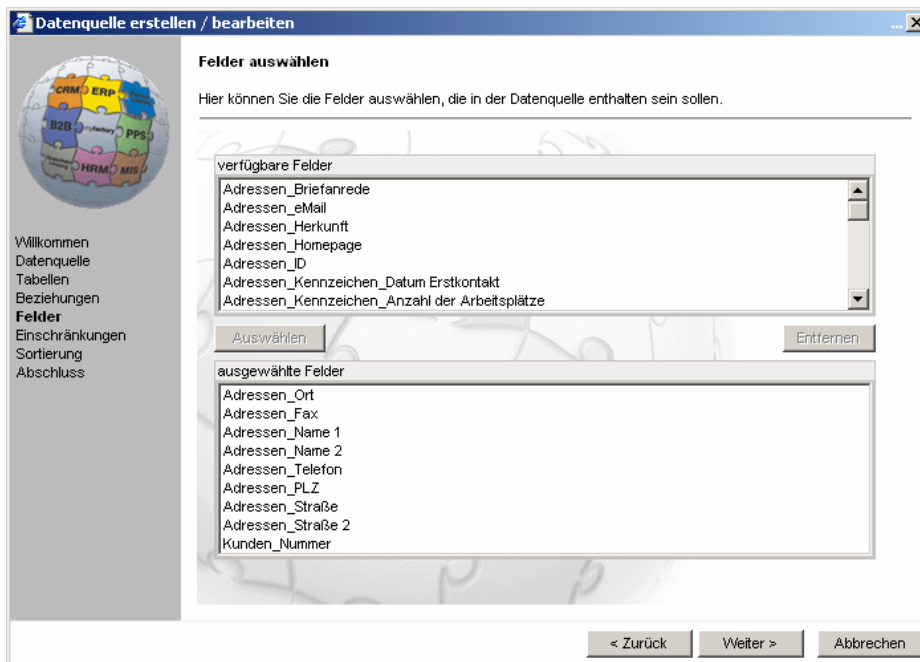 Datenquelle erstellen / bearbeiten
Felder auswählen
Hier können Sie die Felder auswählen, die in der Datenquelle enthalten sein sollen.
CRM
ERP
B2B
myfactory
PPS
HRM
MIS
Willkommen
Datenquelle
Tabellen
Beziehungen
Felder
Einschränkungen
Sortierung
Abschluss
verfügbare Felder
Adressen_Briefanrede
Adressen_eMail
Adressen_Herkunft
Adressen_Homepage
Adressen_ID
Adressen_Kennzeichen_Datum Erstkontakt
Adressen_Kennzeichen_Anzahl der Arbeitsplätze
Auswählen
Entfernen
ausgewählte Felder
Adressen_Ort
Adressen_Fax
Adressen_Name 1
Adressen_Name 2
Adressen_Telefon
Adressen_PLZ
Adressen_Straße
Adressen_Straße 2
Kunden_Nummer
< Zurück
Weiter >
Abbrechen